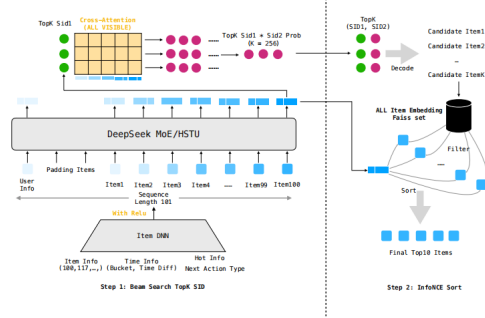 TopK Sid1
Cross-Attention
(ALL VISIBLE)
TopK Sid1 * Sid2 Prob
(K = 256)
TopK
(SID1, SID2)
Decode
Candidate Item1
Candidate Item2
…
Candidate ItemK
DeepSeek MoE/HSTU
User
Info
Padding Items
Item1
Item2
Item3
Item4
……
Item99
Item100
Sequence
Length 101
With Relu
Item DNN
Item Info
(100,117,…,)
Time Info
(Bucket, Time Diff)
Hot Info
Next Action Type
Step 1: Beam Search TopK SID
ALL Item Embedding
Faiss set
Filter
……
Sort
Final Top10 Items
Step 2: InfoNCE Sort